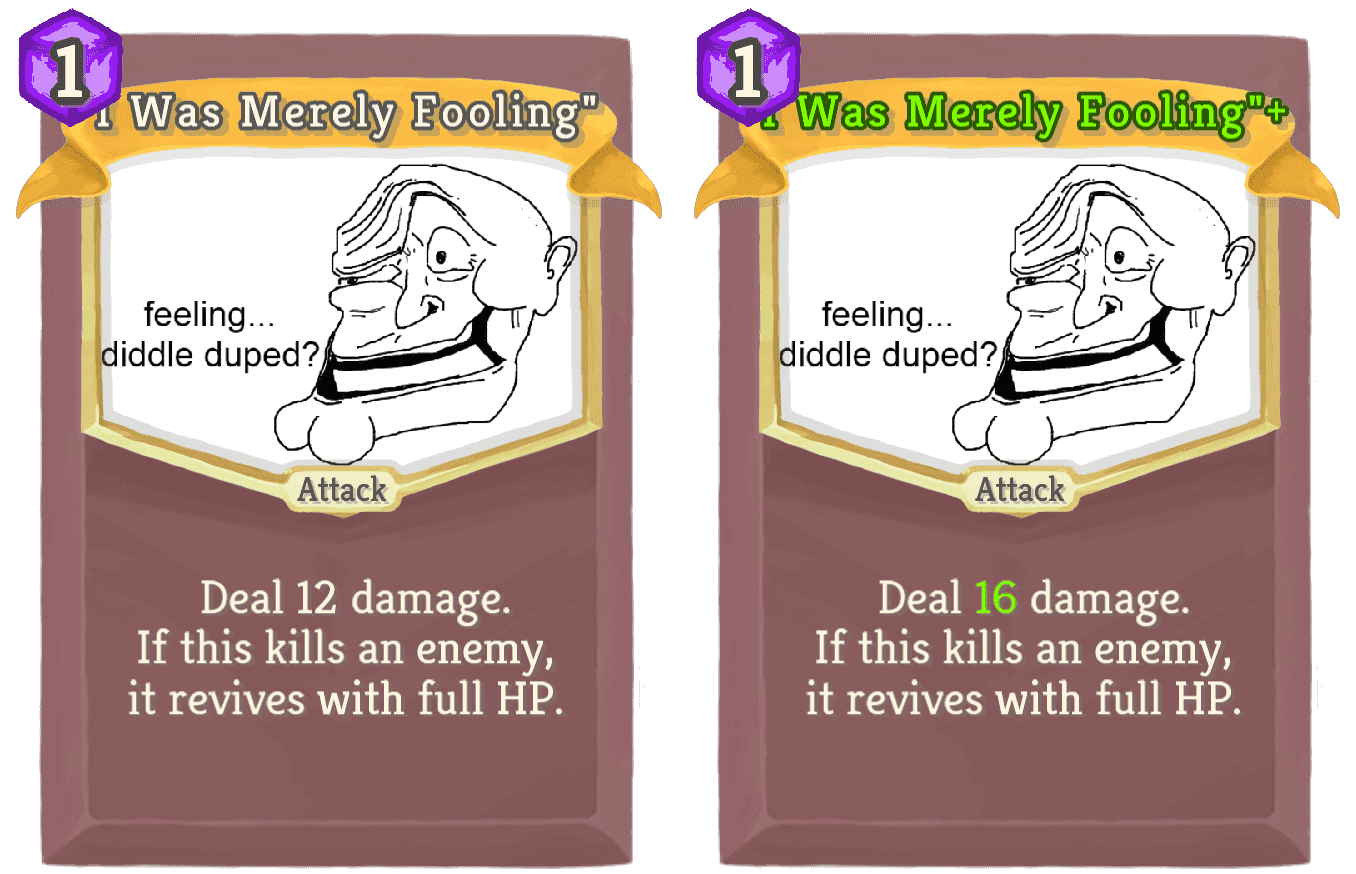 1
I Was Merely Fooling"
feeling...
diddle duped?
Attack
Deal 12 damage.
If this kills an enemy,
it revives with full HP.
1
I Was Merely Fooling"+
feeling...
diddle duped?
Attack
Deal 16 damage.
If this kills an enemy,
it revives with full HP.